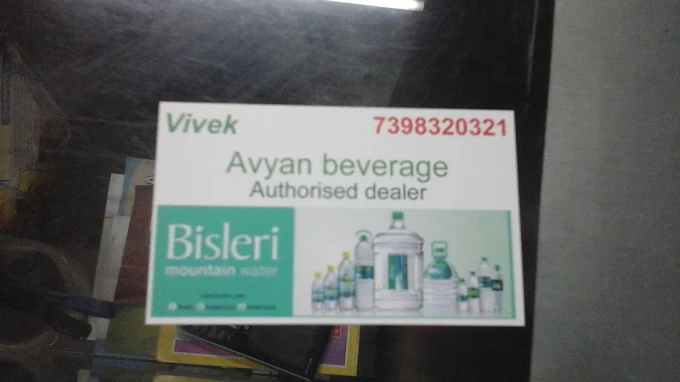 Vivek 7398320321
Avyan beverage
Authorised dealer
Bisleri
mountain water